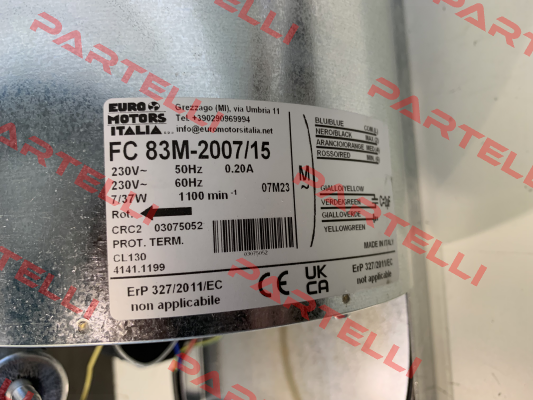 EURO MOTORS ITALIA
Grezzago (MI), via Umbria 11
Tel. +390290969994
info@euromotorsitalia.net
FC 83M-2007/15
230V~ 50Hz 0.20A
230V~ 60Hz
7/37W 1100 min -1 07M23
Rot.
CRC2 03075052
PROT. TERM.
CL130
4141.1199
03075052
ErP 327/2011/EC
non applicabile
CE UK CA
M
~
BLU/BLUE
NERO/BLACK
ARANCIO/ORANGE
ROSSO/RED
GIALLO/YELLOW
VERDE/GREEN
GIALLOVERDE
YELLOWGREEN
MADE IN ITALY
ErP 327/2011/EC
not applicable
PARTELLI
PARTELLI
PARTELLI
PARTELLI
PARTELLI